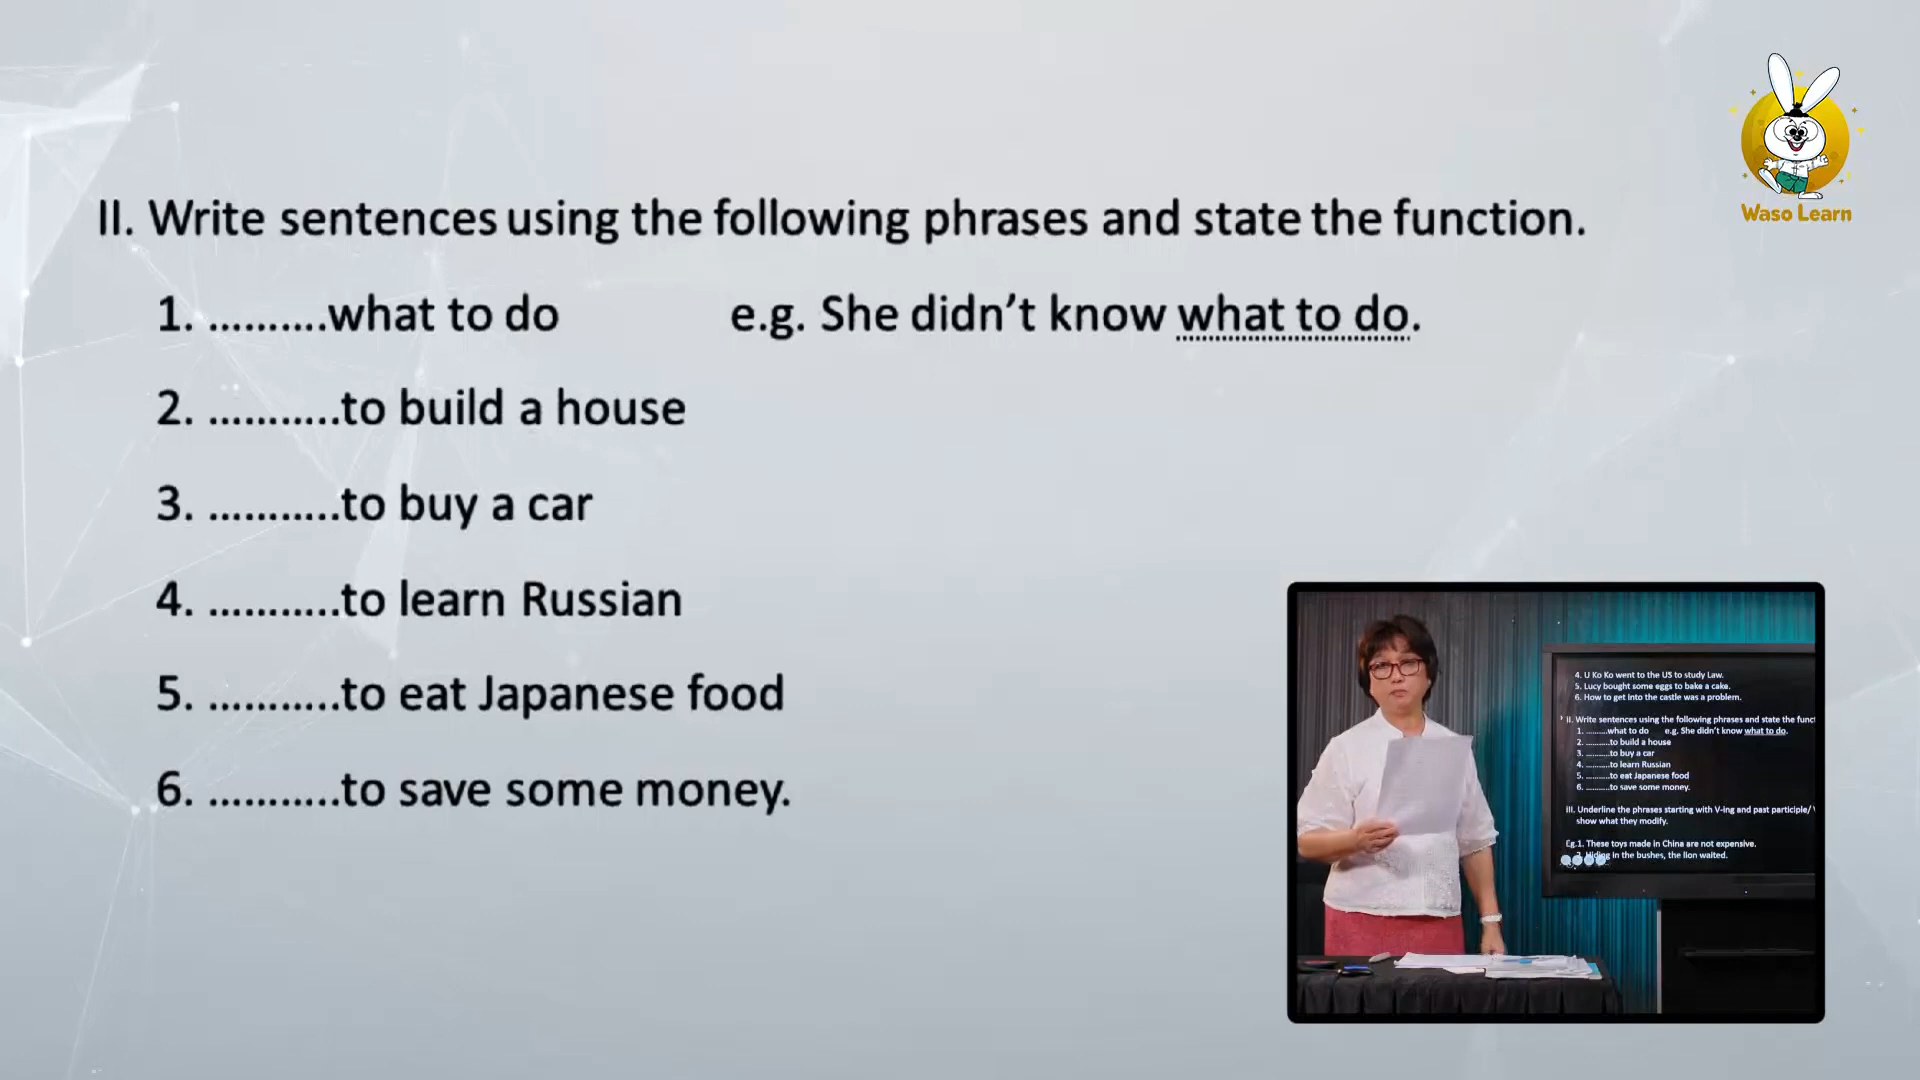 Waso Learn
II. Write sentences using the following phrases and state the function.
1. ..........what to do e.g. She didn't know what to do.
2. ...........to build a house
3. ...........to buy a car
4. ...........to learn Russian
5. ...........to eat Japanese food
6. ...........to save some money.
4. U Ko Ko went to the US to study Law.
5. Lucy bought some eggs to bake a cake.
6. How to get into the castle was a problem.
II. Write sentences using the following phrases and state the funct
1. ..........what to do e.g. She didn't know what to do.
2. ...........to build a house
3. ...........to buy a car
4. ...........to learn Russian
5. ...........to eat Japanese food
6. ...........to save some money.
III. Underline the phrases starting with V-ing and past participle/
show what they modify.
Eg.1. These toys made in China are not expensive.
2. Hiding in the bushes, the lion waited.